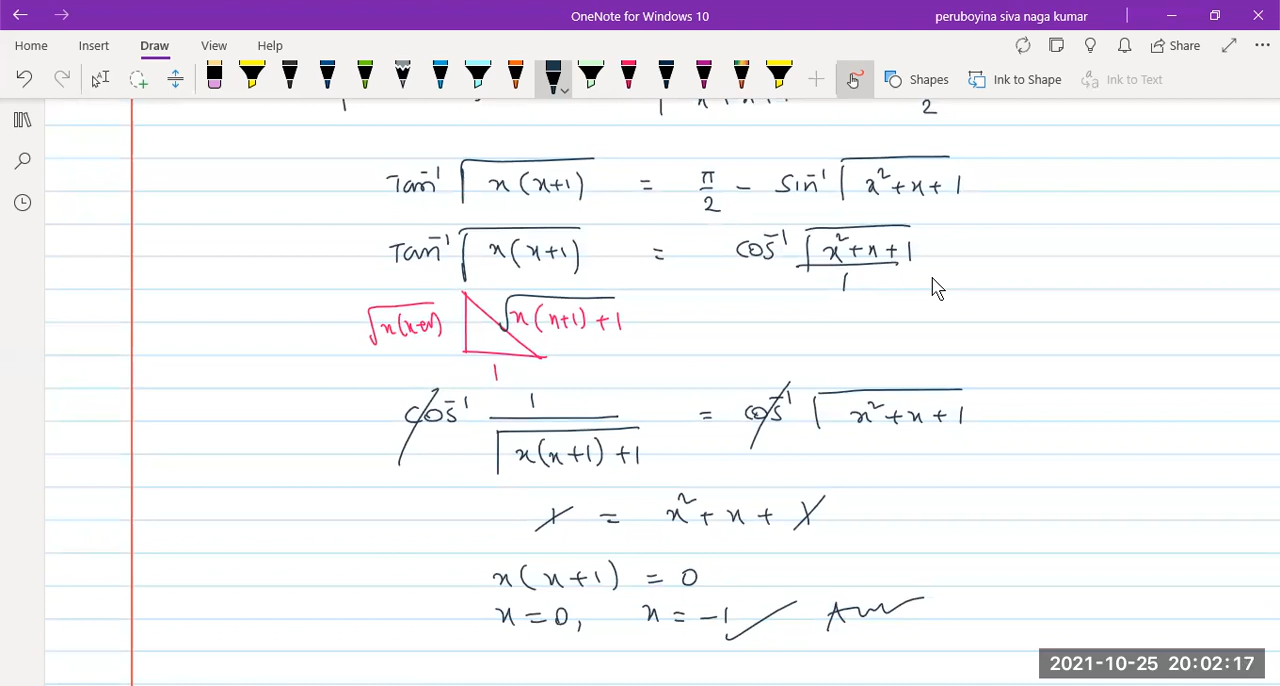 OneNote for Windows 10
peruboyina siva naga kumar
Home Insert Draw View Help
Share
Shapes
Ink to Shape
Ink to Text
2
Tan⁻¹ √x(x+1) = π/2 - Sin⁻¹ √x²+x+1
Tan⁻¹ √x(x+1) = cos⁻¹ √x²+x+1 / 1
√x(x+1) √x(x+1)+1
1
cos⁻¹ 1/√x(x+1)+1 = cos⁻¹ √x²+x+1
1 = x²+x+1
x(x+1) = 0
x=0, x=-1 Ans
2021-10-25 20:02:17